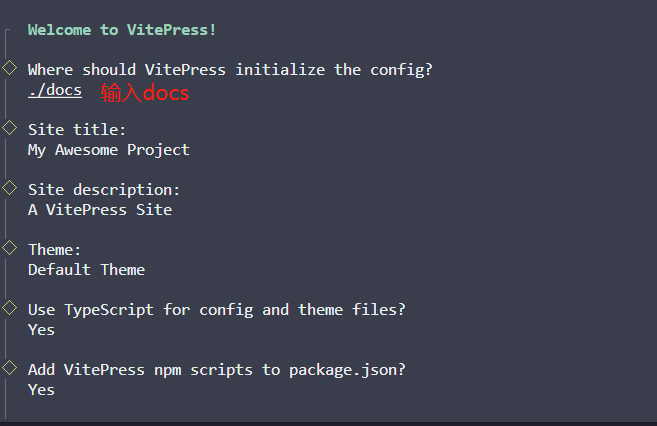 Welcome to VitePress!
Where should VitePress initialize the config?
./docs 输入docs
Site title:
My Awesome Project
Site description:
A VitePress Site
Theme:
Default Theme
Use TypeScript for config and theme files?
Yes
Add VitePress npm scripts to package.json?
Yes